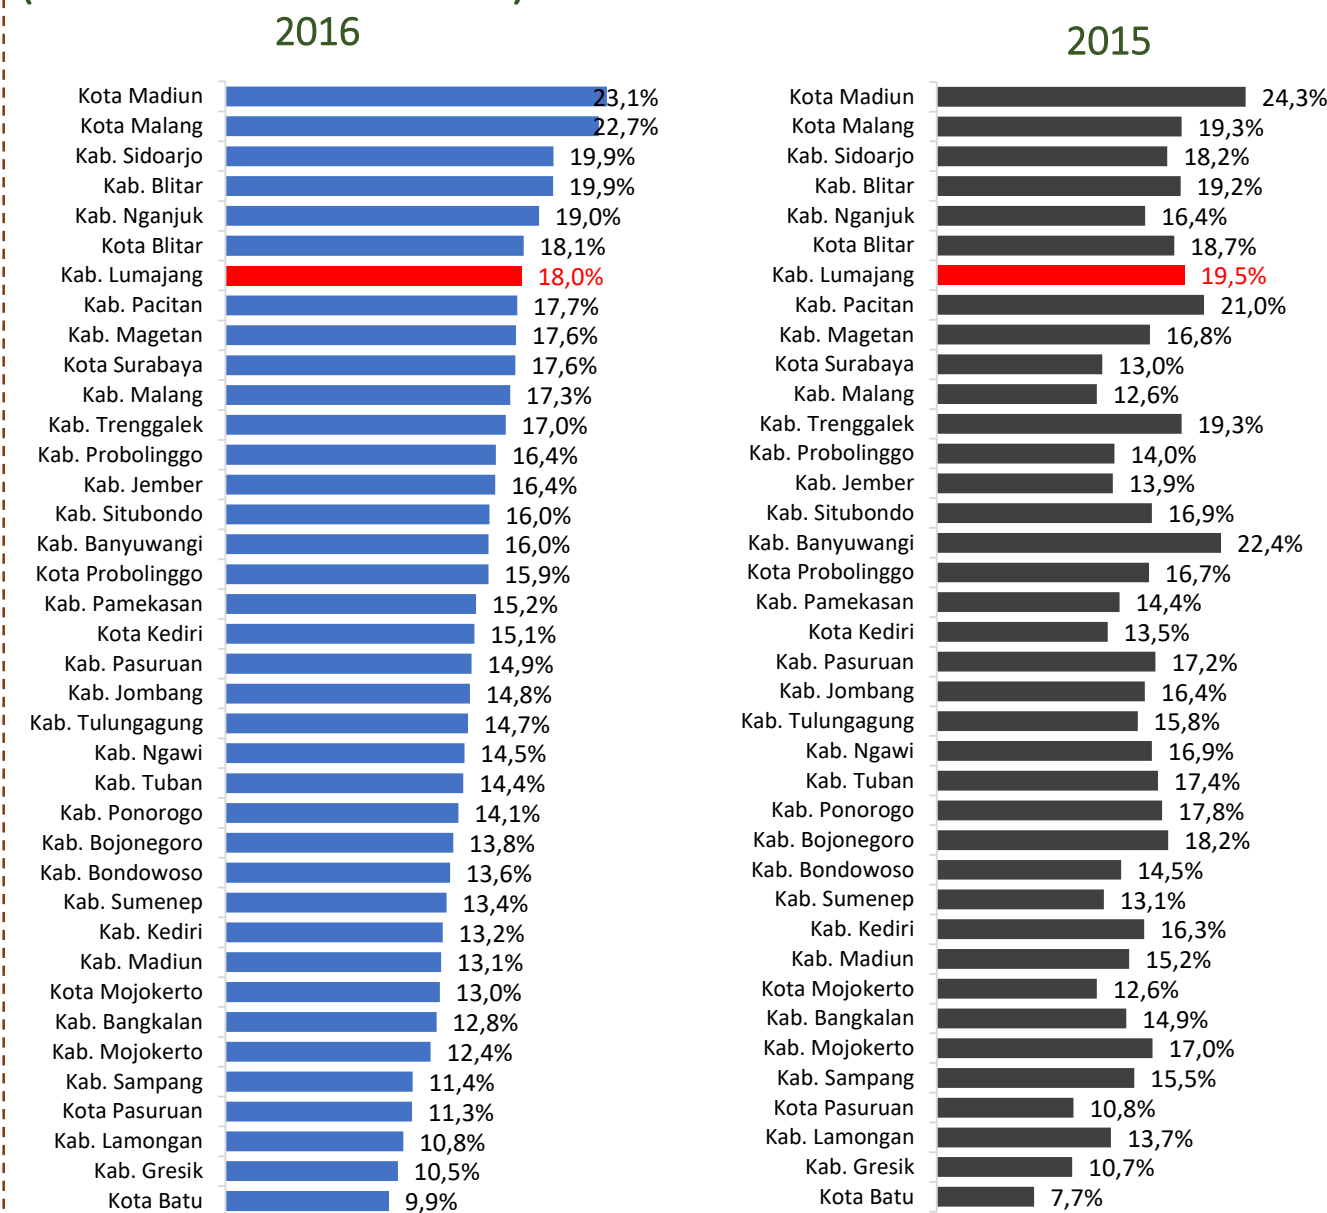 2016
Kota Madiun 23,1%
Kota Malang 22,7%
Kab. Sidoarjo 19,9%
Kab. Blitar 19,9%
Kab. Nganjuk 19,0%
Kota Blitar 18,1%
Kab. Lumajang 18,0%
Kab. Pacitan 17,7%
Kab. Magetan 17,6%
Kota Surabaya 17,6%
Kab. Malang 17,3%
Kab. Trenggalek 17,0%
Kab. Probolinggo 16,4%
Kab. Jember 16,4%
Kab. Situbondo 16,0%
Kab. Banyuwangi 16,0%
Kota Probolinggo 15,9%
Kab. Pamekasan 15,2%
Kota Kediri 15,1%
Kab. Pasuruan 14,9%
Kab. Jombang 14,8%
Kab. Tulungagung 14,7%
Kab. Ngawi 14,5%
Kab. Tuban 14,4%
Kab. Ponorogo 14,1%
Kab. Bojonegoro 13,8%
Kab. Bondowoso 13,6%
Kab. Sumenep 13,4%
Kab. Kediri 13,2%
Kab. Madiun 13,1%
Kota Mojokerto 13,0%
Kab. Bangkalan 12,8%
Kab. Mojokerto 12,4%
Kab. Sampang 11,4%
Kota Pasuruan 11,3%
Kab. Lamongan 10,8%
Kab. Gresik 10,5%
Kota Batu 9,9%
2015
Kota Madiun 24,3%
Kota Malang 19,3%
Kab. Sidoarjo 18,2%
Kab. Blitar 19,2%
Kab. Nganjuk 16,4%
Kota Blitar 18,7%
Kab. Lumajang 19,5%
Kab. Pacitan 21,0%
Kab. Magetan 16,8%
Kota Surabaya 13,0%
Kab. Malang 12,6%
Kab. Trenggalek 19,3%
Kab. Probolinggo 14,0%
Kab. Jember 13,9%
Kab. Situbondo 16,9%
Kab. Banyuwangi 22,4%
Kota Probolinggo 16,7%
Kab. Pamekasan 14,4%
Kota Kediri 13,5%
Kab. Pasuruan 17,2%
Kab. Jombang 16,4%
Kab. Tulungagung 15,8%
Kab. Ngawi 16,9%
Kab. Tuban 17,4%
Kab. Ponorogo 17,8%
Kab. Bojonegoro 18,2%
Kab. Bondowoso 14,5%
Kab. Sumenep 13,1%
Kab. Kediri 16,3%
Kab. Madiun 15,2%
Kota Mojokerto 12,6%
Kab. Bangkalan 14,9%
Kab. Mojokerto 17,0%
Kab. Sampang 15,5%
Kota Pasuruan 10,8%
Kab. Lamongan 13,7%
Kab. Gresik 10,7%
Kota Batu 7,7%